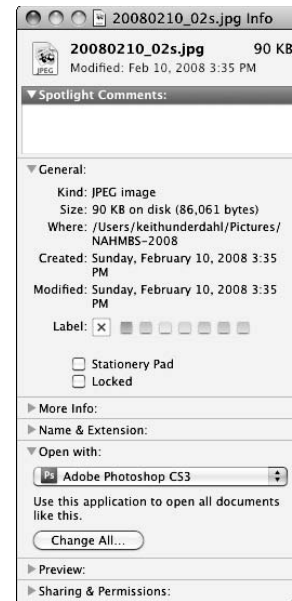 20080210_02s.jpg Info
20080210_02s.jpg 90 KB
Modified: Feb 10, 2008 3:35 PM
JPEG
▼Spotlight Comments:
▼General:
Kind: JPEG image
Size: 90 KB on disk (86,061 bytes)
Where: /Users/keithunderdahl/Pictures/
NAHMBS-2008
Created: Sunday, February 10, 2008 3:35
PM
Modified: Sunday, February 10, 2008 3:35
PM
Label:
Stationery Pad
Locked
▶More Info:
▶Name & Extension:
▼Open with:
Ps Adobe Photoshop CS3
Use this application to open all documents
like this.
Change All...
▶Preview:
▶Sharing & Permissions: